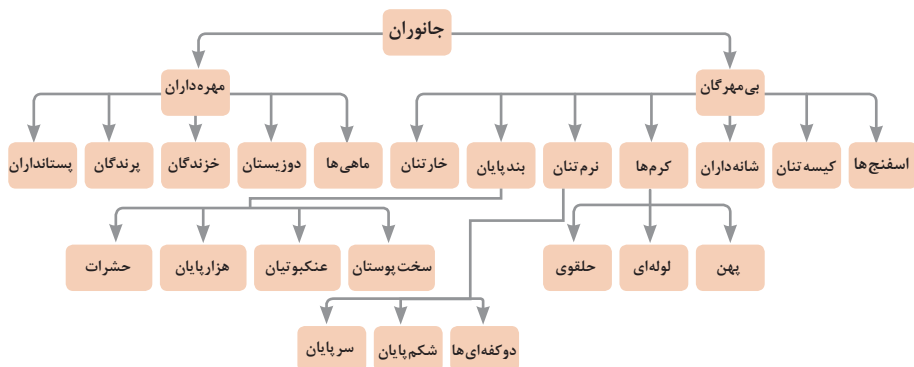 جانوران
بی‌مهرگان
مهره‌داران
اسفنج‌ها
کیسه‌تنان
شانه‌داران
کرم‌ها
نرم‌تنان
بندپایان
خارتنان
ماهی‌ها
دوزیستان
خزندگان
پرندگان
پستانداران
پهن
لوله‌ای
حلقوی
سخت‌پوستان
عنکبوتیان
هزارپایان
حشرات
دوکفه‌ای‌ها
شکم‌پایان
سرپایان